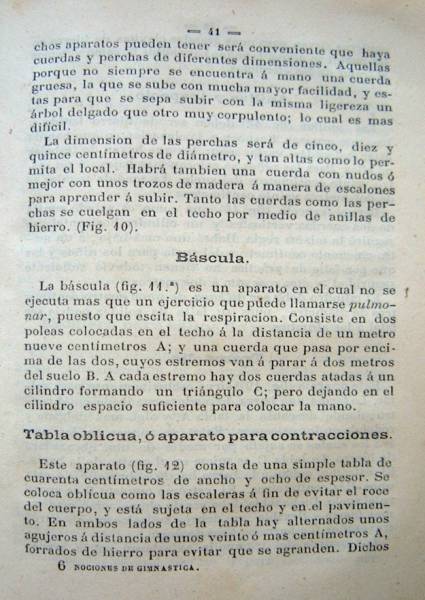 — 41 —
chos aparatos pueden tener será conveniente que haya
cuerdas y perchas de diferentes dimensiones. Aquellas
porque no siempre se encuentra á mano una cuerda
gruesa, la que se sube con mucha mayor facilidad, y es-
tas para que se sepa subir con la misma ligereza un
árbol delgado que otro muy corpulento; lo cual es mas
difícil.
La dimension de las perchas será de cinco, diez y
quince centímetros de diámetro, y tan altas como lo per-
mita el local. Habrá tambien una cuerda con nudos ó
mejor con unos trozos de madera á manera de escalones
para aprender á subir. Tanto las cuerdas como las per-
chas se cuelgan en el techo por medio de anillas de
hierro. (Fig. 10).
Báscula.
La báscula (fig. 11.ª) es un aparato en el cual no se
ejecuta mas que un ejercicio que puede llamarse pulmo-
nar, puesto que escita la respiracion. Consiste en dos
poleas colocadas en el techo á la distancia de un metro
nueve centímetros A; y una cuerda que pasa por enci-
ma de las dos, cuyos estremos van á parar á dos metros
del suelo B. A cada estremo hay dos cuerdas atadas á un
cilindro formando un triángulo C; pero dejando en el
cilindro espacio suficiente para colocar la mano.
Tabla oblícua, ó aparato para contracciones.
Este aparato (fig. 12) consta de una simple tabla de
cuarenta centímetros de ancho y ocho de espesor. Se
coloca oblícua como las escaleras á fin de evitar el roce
del cuerpo, y está sujeta en el techo y en el pavimen-
to. En ambos lados de la tabla hay alternados unos
agujeros á distancia de unos veinte ó mas centímetros A,
forrados de hierro para evitar que se agranden. Dichos
6 NOCIONES DE GIMNASTICA.